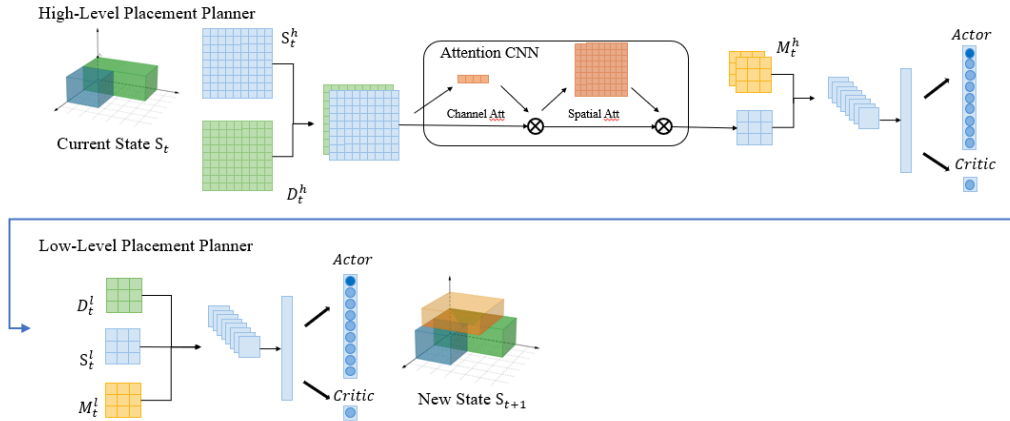 High-Level Placement Planner
S_t^h
Current State S_t
D_t^h
Attention CNN
Channel Att
Spatial Att
M_t^h
Actor
Critic
Low-Level Placement Planner
D_t^l
S_t^l
M_t^l
Actor
Critic
New State S_{t+1}